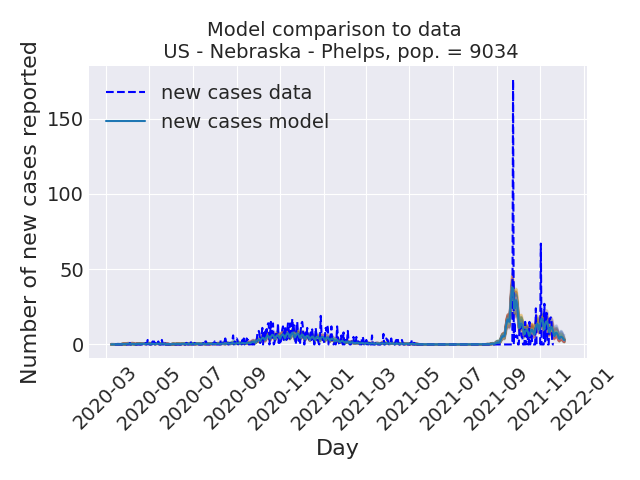 Model comparison to data
US - Nebraska - Phelps, pop. = 9034
new cases data
new cases model
Number of new cases reported
150
100
50
0
2020-03
2020-05
2020-07
2020-09
2020-11
2021-01
2021-03
2021-05
2021-07
2021-09
2021-11
2022-01
Day